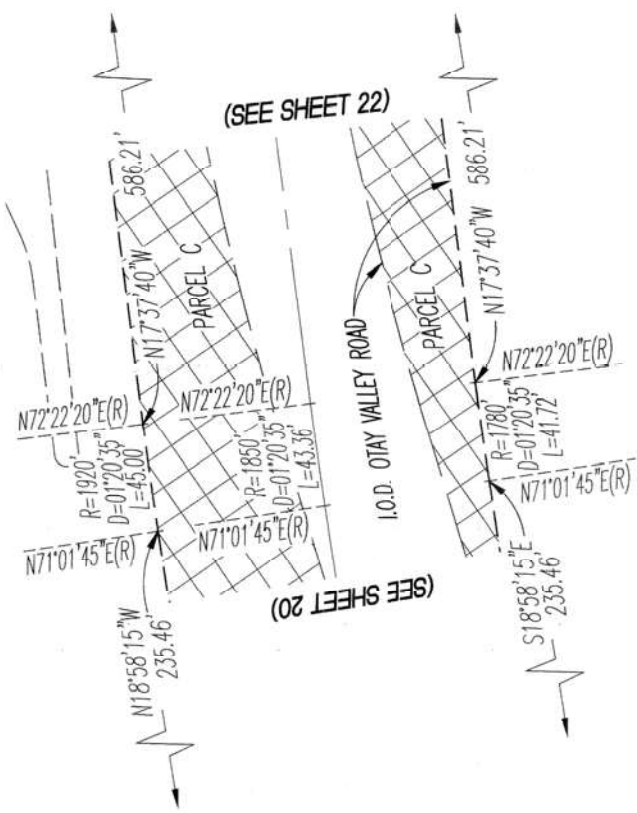 (SEE SHEET 22)
586.21'
N17°37'40"W
PARCEL C
586.21'
N17°37'40"W
PARCEL C
I.O.D. OTAY VALLEY ROAD
N72°22'20"E(R)
R=1920'
D=01°20'35"
L=45.00
N71°01'45"E(R)
N72°22'20"E(R)
R=1850'
D=01°20'35"
L=43.36'
N71°01'45"E(R)
N72°22'20"E(R)
R=1780'
D=01°20'35"
L=41.72'
N71°01'45"E(R)
N18°58'15"W
235.46'
S18°58'15"E
235.46'
(SEE SHEET 20)